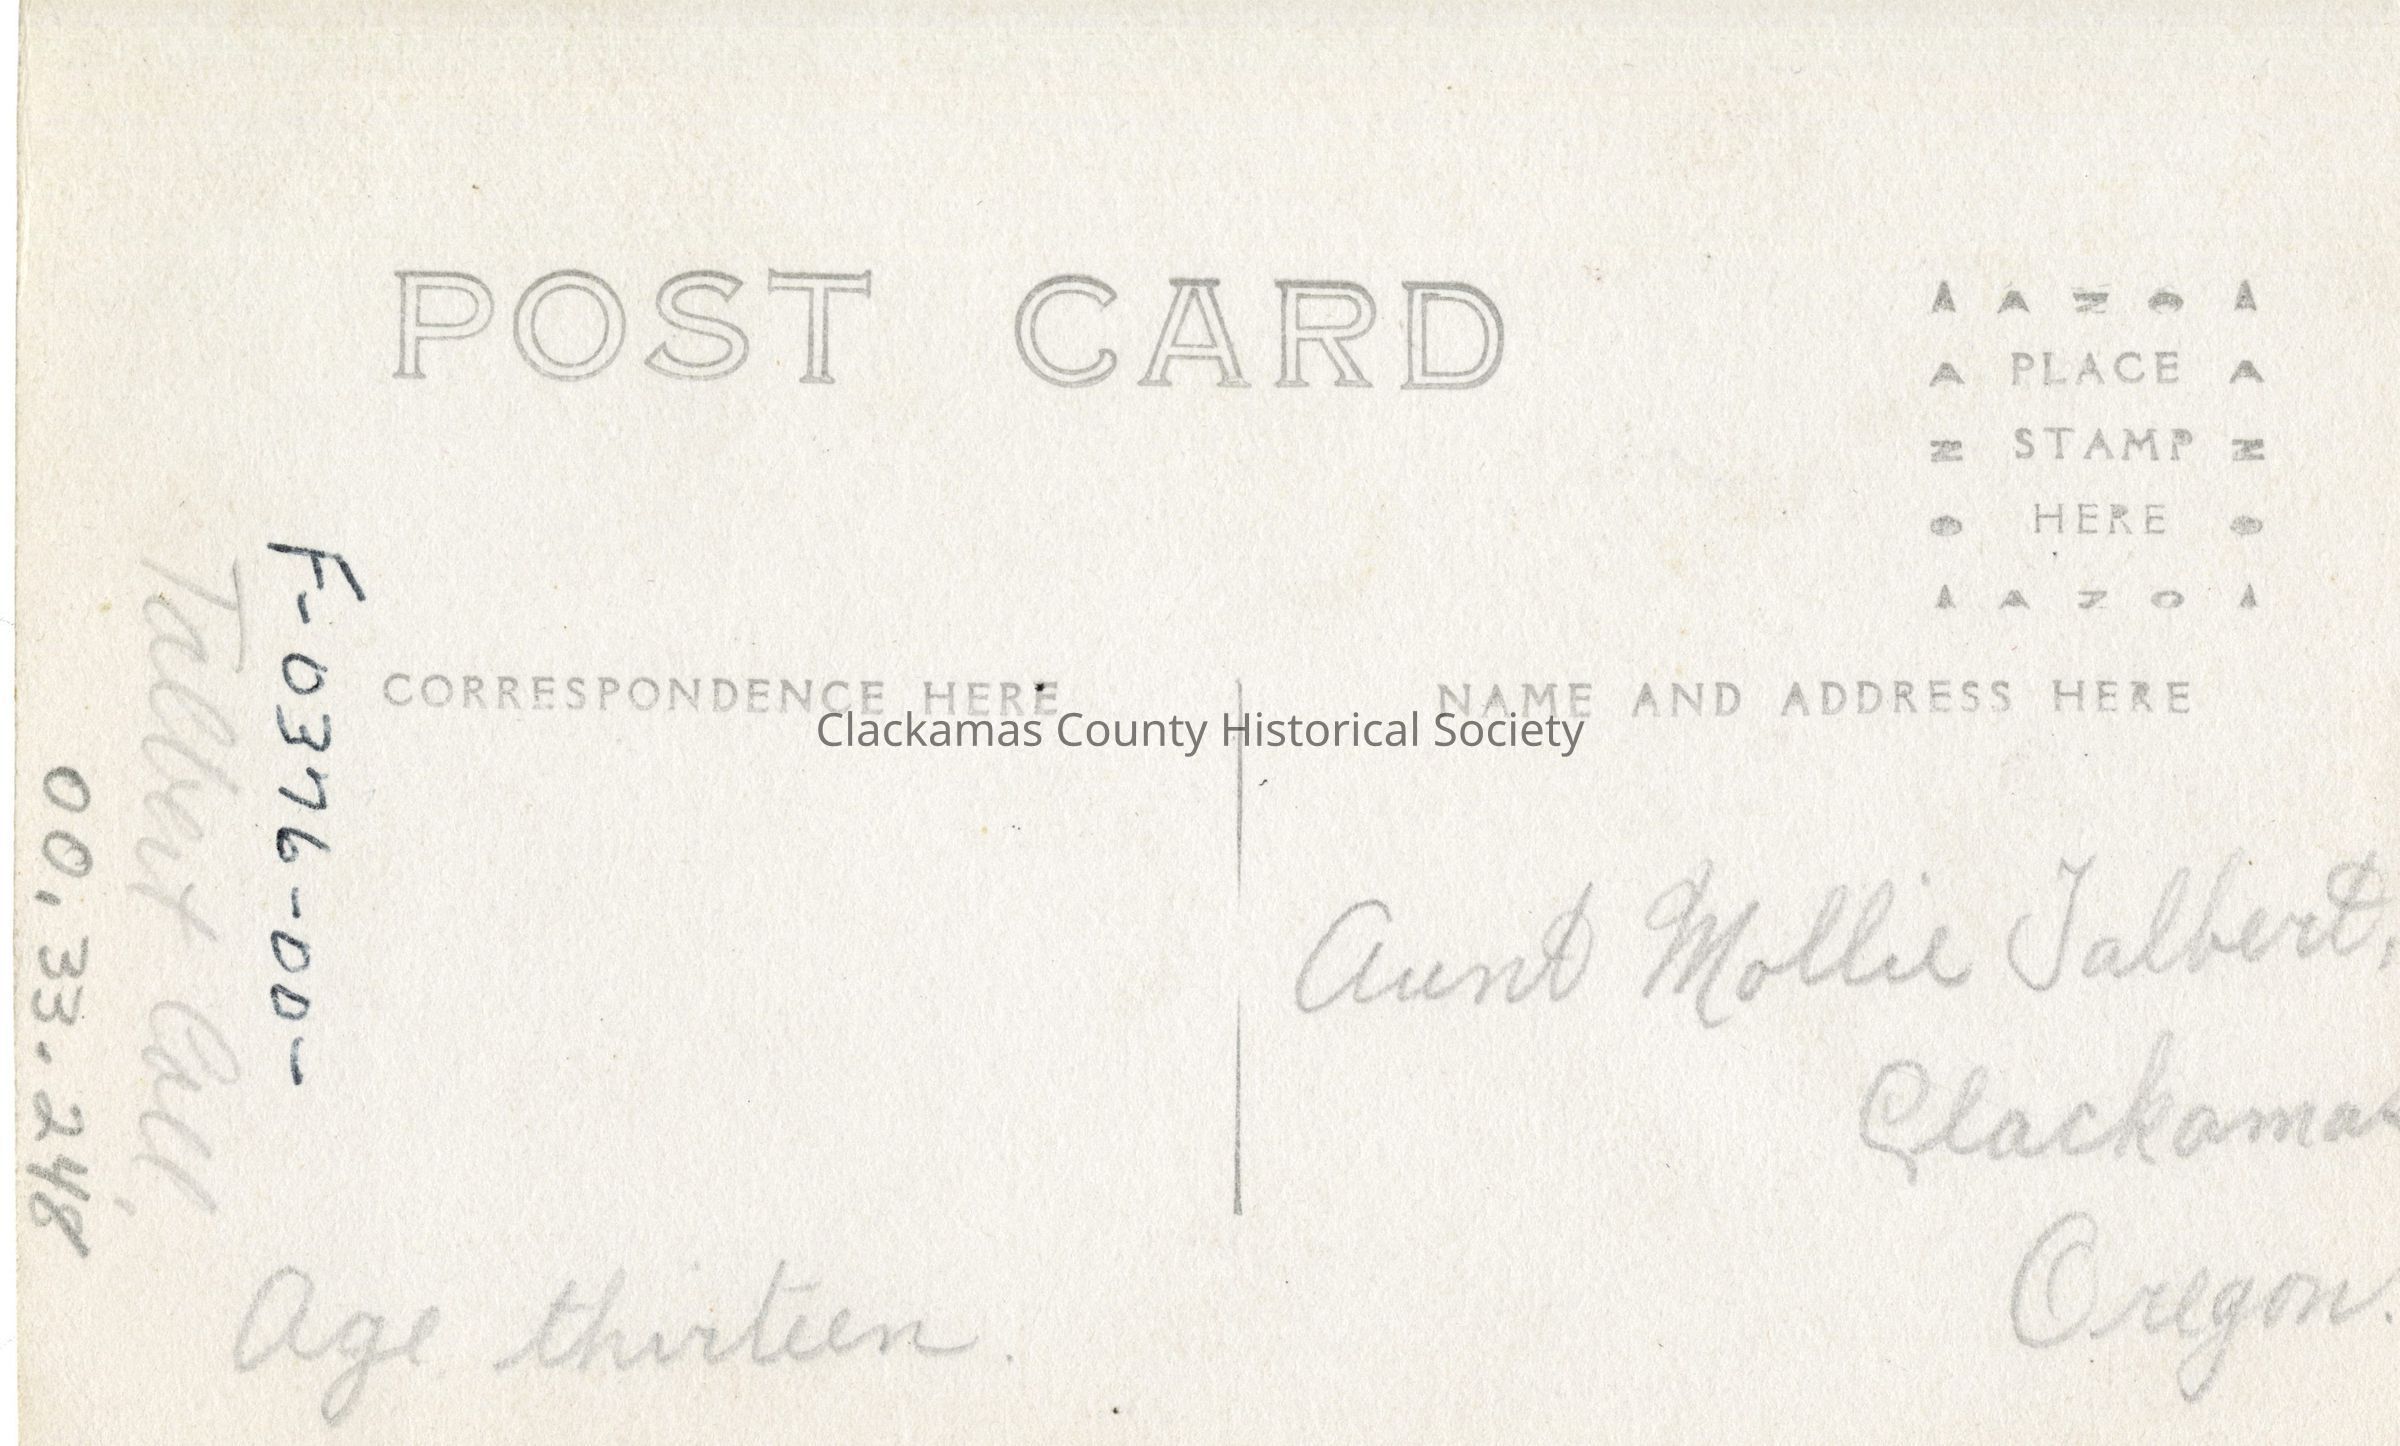 POST CARD
A A N O A
A PLACE A
N STAMP N
O HERE O
A A N O A
CORRESPONDENCE HERE
NAME AND ADDRESS HERE
Clackamas County Historical Society
Aunt Mollie Talbert,
Clackamas
Oregon.
Age thirteen.
F-0376-00-
Talbert
00,33.248